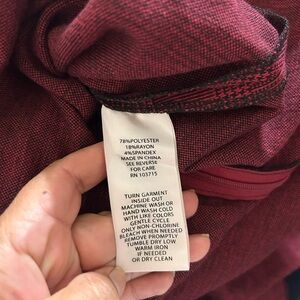 78%POLYESTER
18%RAYON
4%SPANDEX
MADE IN CHINA
SEE REVERSE
FOR CARE
RN 103715
TURN GARMENT
INSIDE OUT
MACHINE WASH OR
HAND WASH COLD
WITH LIKE COLORS
GENTLE CYCLE
ONLY NON-CHLORINE
BLEACH WHEN NEEDED
REMOVE PROMPTLY
TUMBLE DRY LOW
WARM IRON
IF NEEDED
OR DRY CLEAN